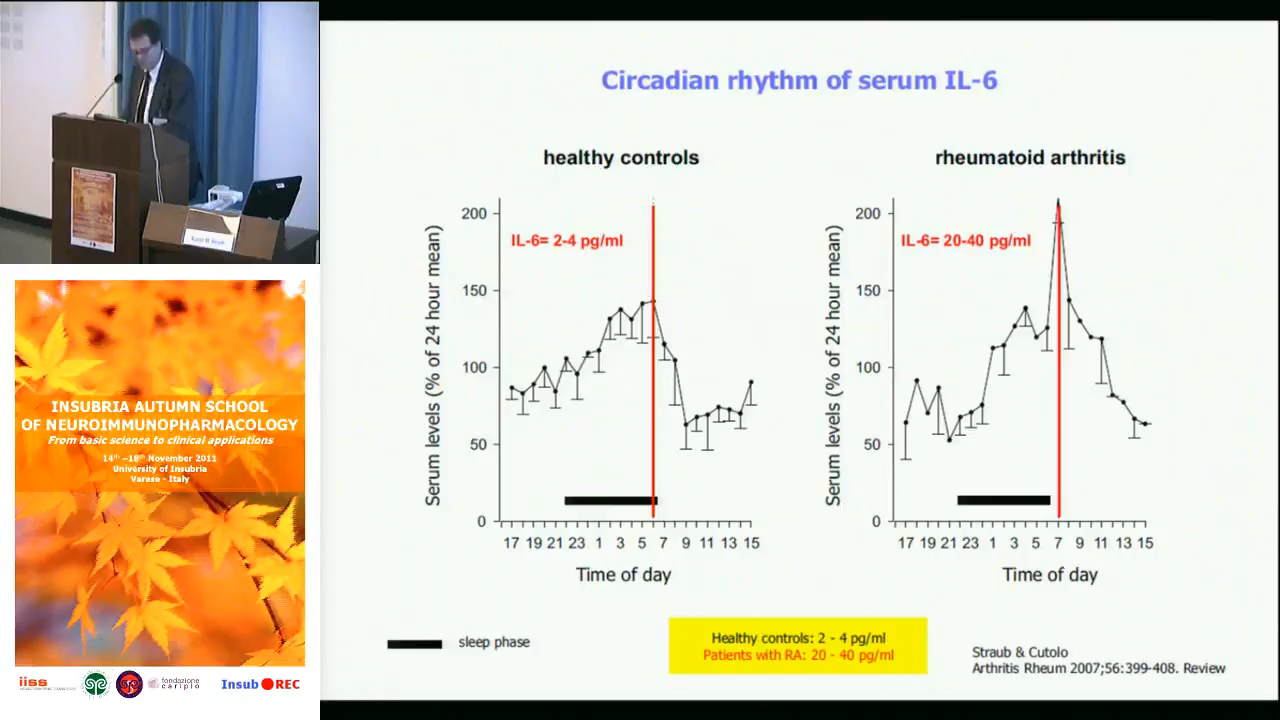 Circadian rhythm of serum IL-6
healthy controls
Serum levels (% of 24 hour mean)
200
150
100
50
0
IL-6= 2-4 pg/ml
17 19 21 23 1 3 5 7 9 11 13 15
Time of day
rheumatoid arthritis
Serum levels (% of 24 hour mean)
200
150
100
50
0
IL-6= 20-40 pg/ml
17 19 21 23 1 3 5 7 9 11 13 15
Time of day
sleep phase
Healthy controls: 2 - 4 pg/ml
Patients with RA: 20 - 40 pg/ml
Straub & Cutolo
Arthritis Rheum 2007;56:399-408. Review
INSUBRIA AUTUMN SCHOOL
OF NEUROIMMUNOPHARMACOLOGY
From basic science to clinical applications
14th –18th November 2011
University of Insubria
Varese - Italy
iiss
fondazione
cariplo
Insub REC